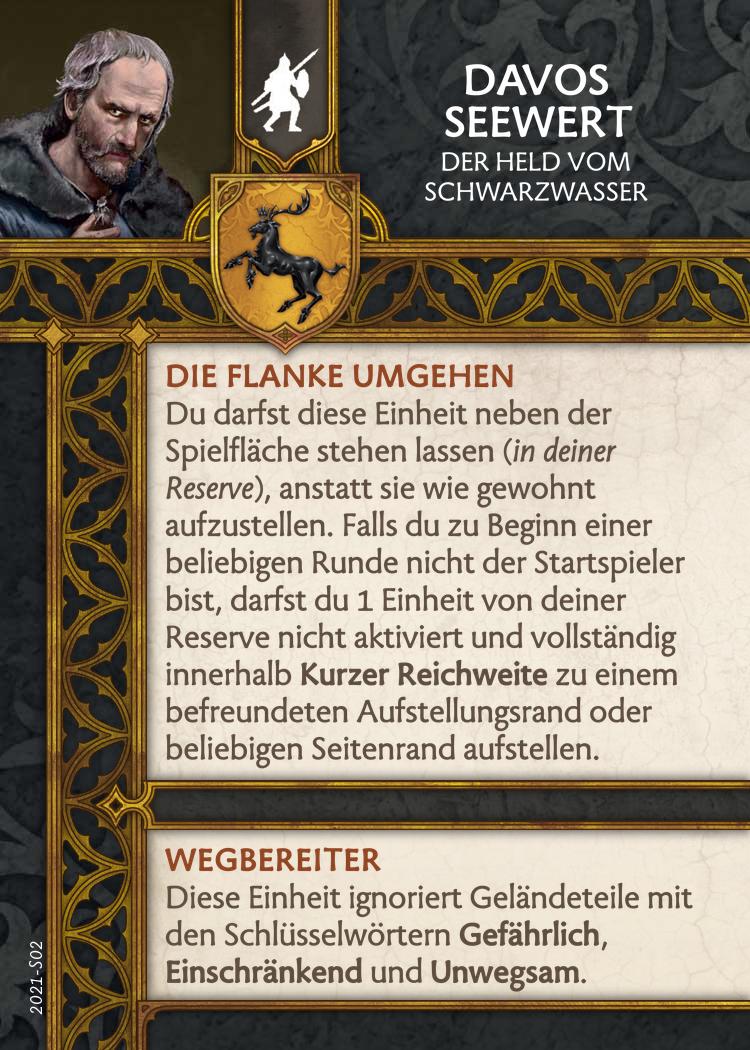 DAVOS
SEEWERT
DER HELD VOM
SCHWARZWASSER
DIE FLANKE UMGEHEN
Du darfst diese Einheit neben der
Spielfläche stehen lassen (in deiner
Reserve), anstatt sie wie gewohnt
aufzustellen. Falls du zu Beginn einer
beliebigen Runde nicht der Startspieler
bist, darfst du 1 Einheit von deiner
Reserve nicht aktiviert und vollständig
innerhalb Kurzer Reichweite zu einem
befreundeten Aufstellungsrand oder
beliebigen Seitenrand aufstellen.
WEGBEREITER
Diese Einheit ignoriert Geländeteile mit
den Schlüsselwörtern Gefährlich,
Einschränkend und Unwegsam.
2021-S02